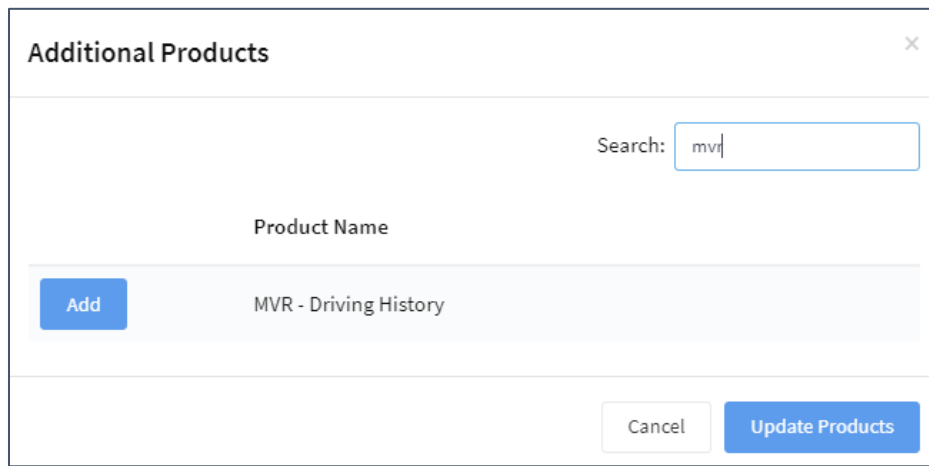 Additional Products ×
Search: mvr
Product Name
Add MVR - Driving History
Cancel Update Products